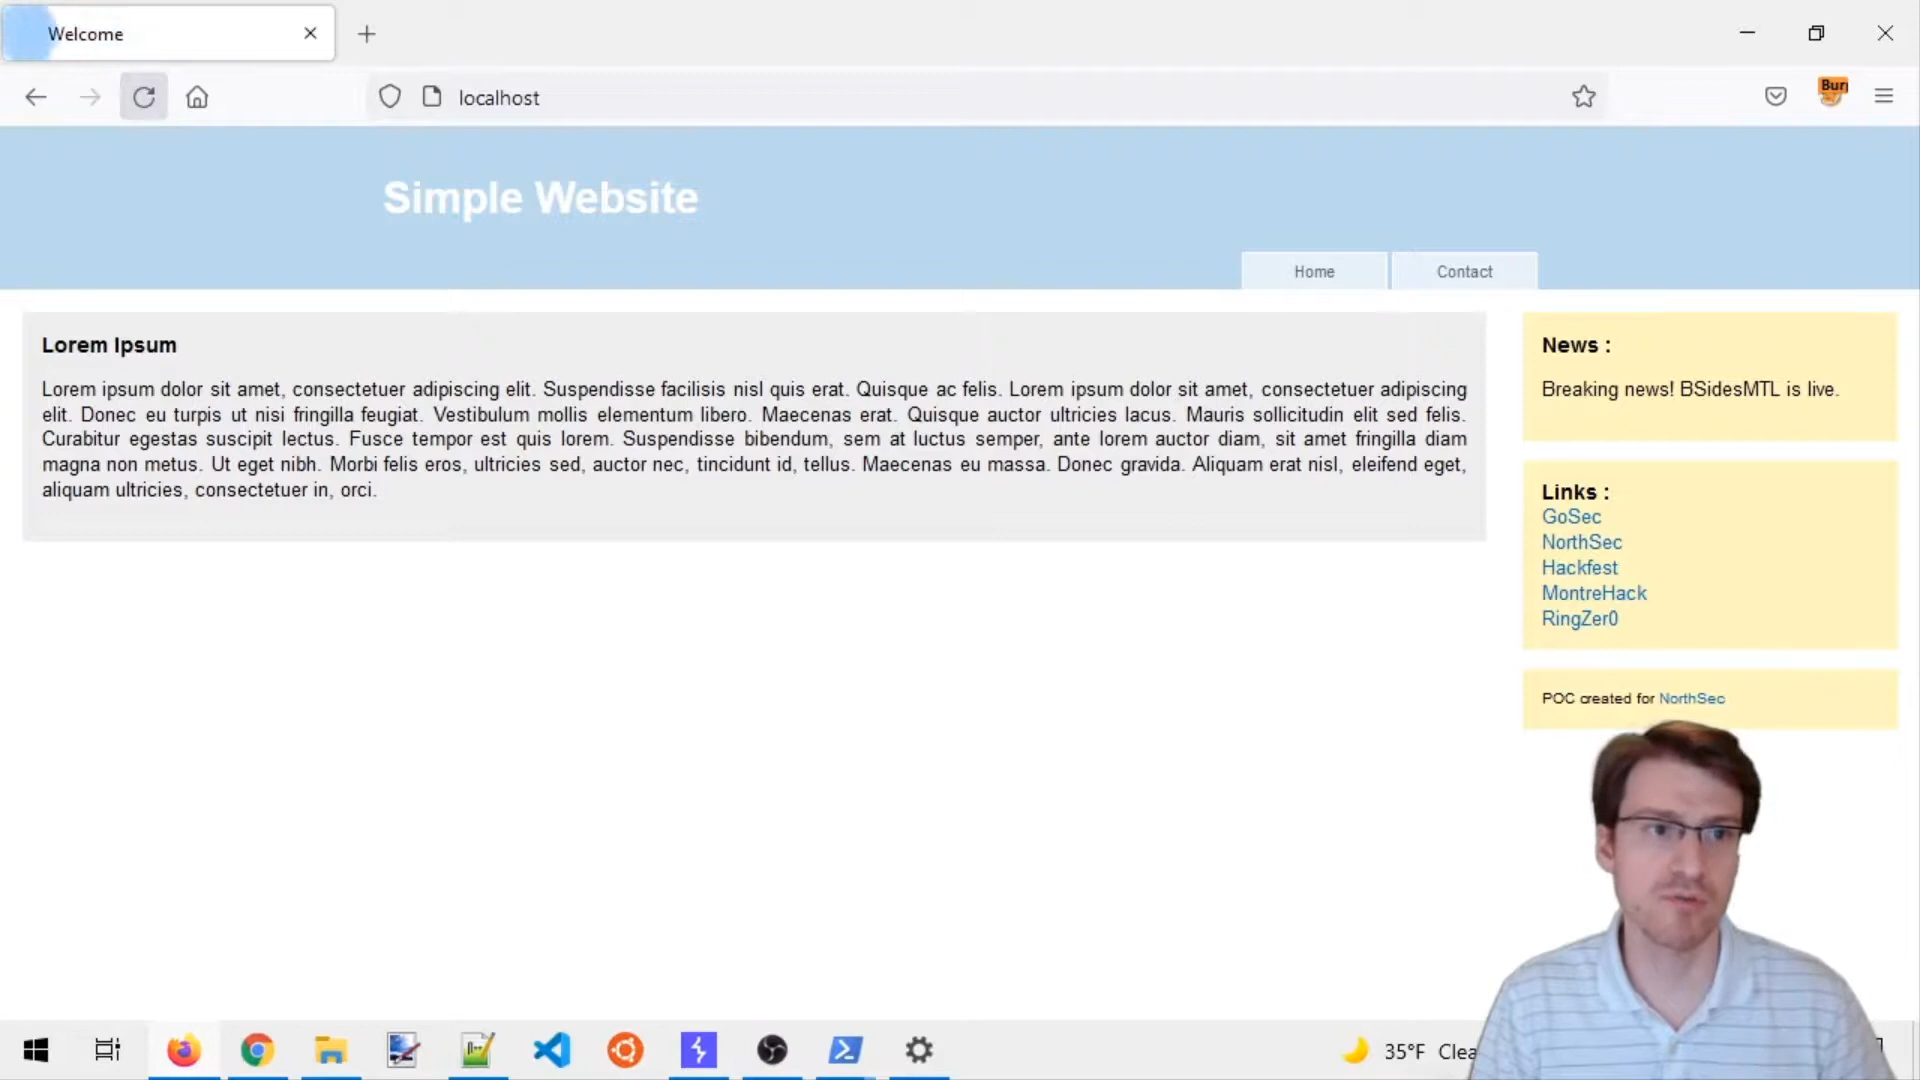 Welcome
localhost
Bur
Simple Website
Home
Contact
Lorem Ipsum
Lorem ipsum dolor sit amet, consectetuer adipiscing elit. Suspendisse facilisis nisl quis erat. Quisque ac felis. Lorem ipsum dolor sit amet, consectetuer adipiscing
elit. Donec eu turpis ut nisi fringilla feugiat. Vestibulum mollis elementum libero. Maecenas erat. Quisque auctor ultricies lacus. Mauris sollicitudin elit sed felis.
Curabitur egestas suscipit lectus. Fusce tempor est quis lorem. Suspendisse bibendum, sem at luctus semper, ante lorem auctor diam, sit amet fringilla diam
magna non metus. Ut eget nibh. Morbi felis eros, ultricies sed, auctor nec, tincidunt id, tellus. Maecenas eu massa. Donec gravida. Aliquam erat nisl, eleifend eget,
aliquam ultricies, consectetuer in, orci.
News :
Breaking news! BSidesMTL is live.
Links :
GoSec
NorthSec
Hackfest
MontreHack
RingZer0
POC created for NorthSec
35°F Clea